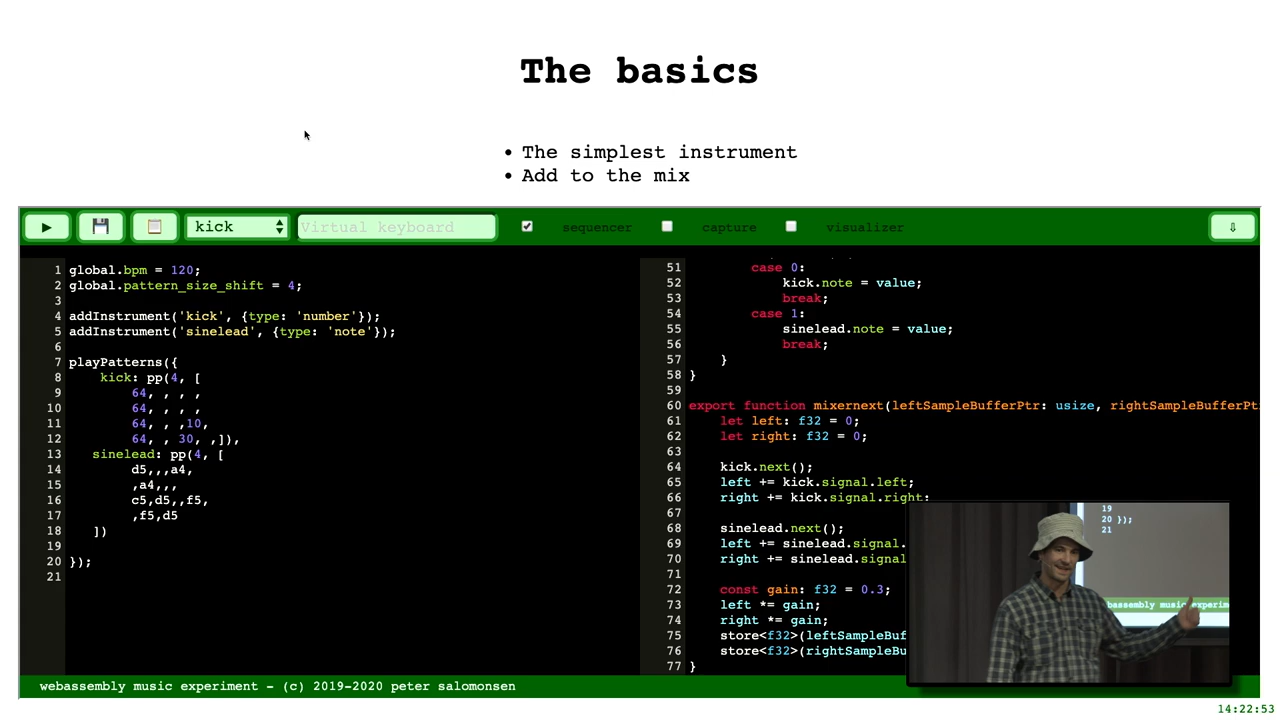 The basics
• The simplest instrument
• Add to the mix
kick Virtual keyboard sequencer capture visualizer
1 global.bpm = 120;
2 global.pattern_size_shift = 4;
3
4 addInstrument('kick', {type: 'number'});
5 addInstrument('sinelead', {type: 'note'});
6
7 playPatterns({
8 kick: pp(4, [
9 64, , , ,
10 64, , , ,
11 64, , ,10,
12 64, , 30, ,]),
13 sinelead: pp(4, [
14 d5,,,a4,
15 ,a4,,,
16 c5,d5,,f5,
17 ,f5,d5
18 ])
19
20 });
21
51 case 0:
52 kick.note = value;
53 break;
54 case 1:
55 sinelead.note = value;
56 break;
57 }
58 }
59
60 export function mixernext(leftSampleBufferPtr: usize, rightSampleBufferPt
61 let left: f32 = 0;
62 let right: f32 = 0;
63
64 kick.next();
65 left += kick.signal.left;
66 right += kick.signal.right;
67
68 sinelead.next();
69 left += sinelead.signal.
70 right += sinelead.signal
71
72 const gain: f32 = 0.3;
73 left *= gain;
74 right *= gain;
75 store<f32>(leftSampleBuf
76 store<f32>(rightSampleBu
77 }
19
20 });
21
bassembly music experim
webassembly music experiment - (c) 2019-2020 peter salomonsen
14:22:53